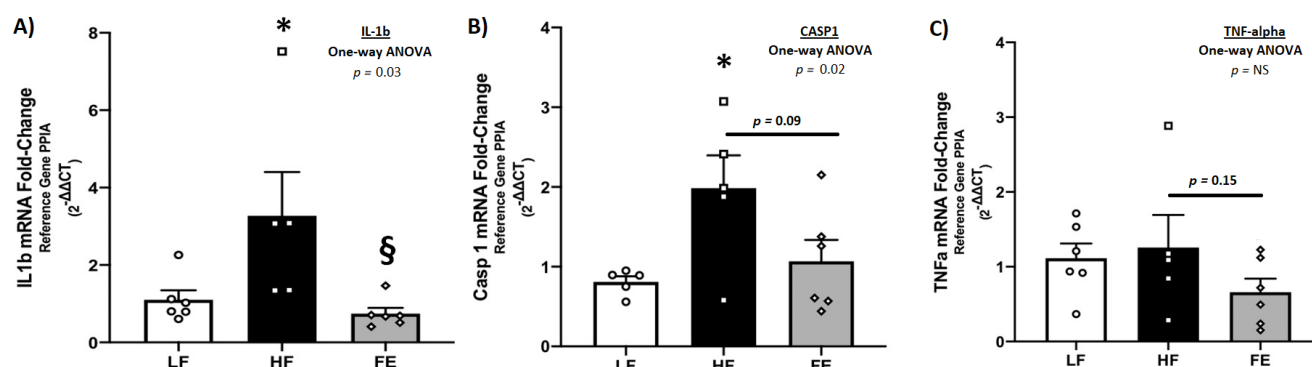 A)
IL1b mRNA Fold-Change
Reference Gene PPIA
(2^-ΔΔCT)
8
6
4
2
0
*
IL-1b
One-way ANOVA
p = 0.03
§
LF HF FE
B)
Casp 1 mRNA Fold-Change
Reference Gene PPIA
(2^-ΔΔCT)
4
3
2
1
0
*
CASP1
One-way ANOVA
p = 0.02
p = 0.09
LF HF FE
C)
TNFa mRNA Fold-Change
Reference Gene PPIA
(2^-ΔΔCT)
4
3
2
1
0
TNF-alpha
One-way ANOVA
p = NS
p = 0.15
LF HF FE